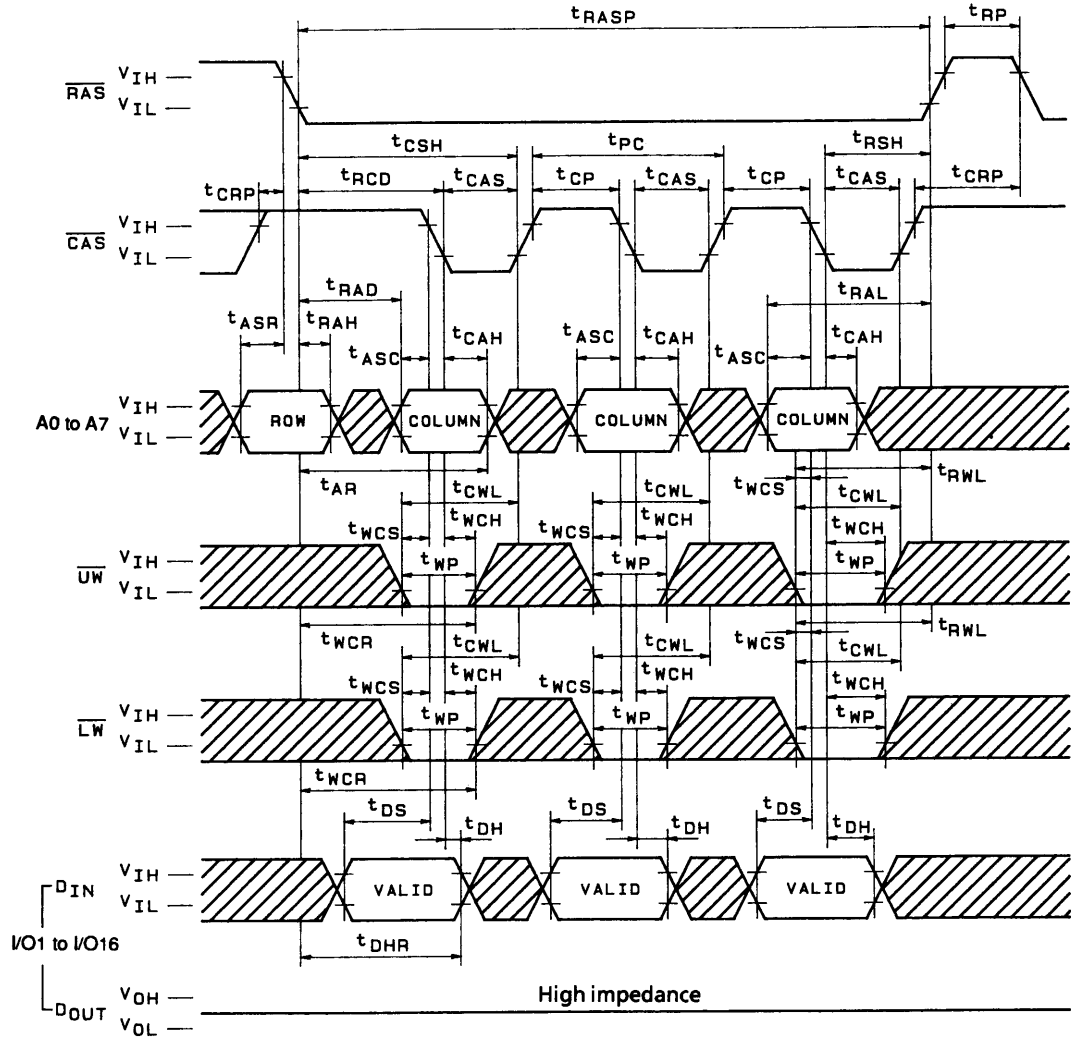 tRASP tRP
RAS VIH
VIL
tCSH tPC tRSH
tCRP tRCD tCAS tCP tCAS tCP tCAS tCRP
CAS VIH
VIL
tRAD tRAL
tASR tRAH tASC tCAH tASC tCAH tASC tCAH
A0 to A7 VIH
VIL
ROW COLUMN COLUMN COLUMN
tAR tCWL tCWL tWCS tRWL
tCWL
tWCS tWCH tWCS tWCH tWCH
UW VIH
VIL
tWP tWP tWP
tWCR tCWL tCWL tWCS tRWL
tCWL
tWCS tWCH tWCS tWCH tWCH
LW VIH
VIL
tWP tWP tWP
tWCR
tDS tDH tDS tDH tDS tDH
DIN VIH
VIL
VALID VALID VALID
I/O1 to I/O16
tDHR
DOUT VOH
VOL
High impedance